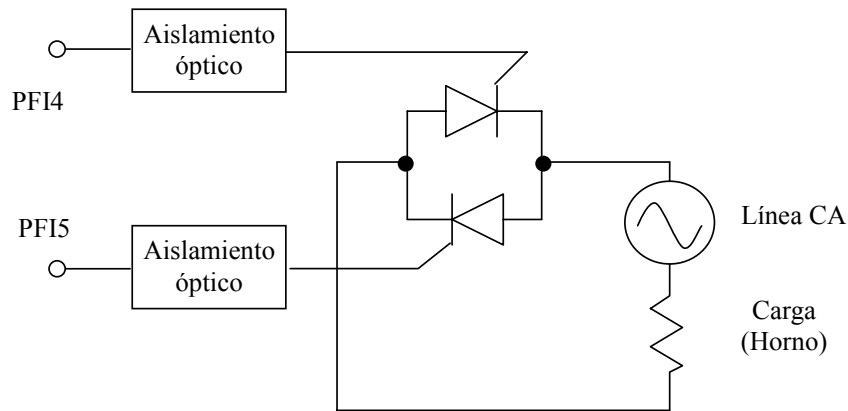 Aislamiento
óptico
PFI4
PFI5
Aislamiento
óptico
Línea CA
Carga
(Horno)